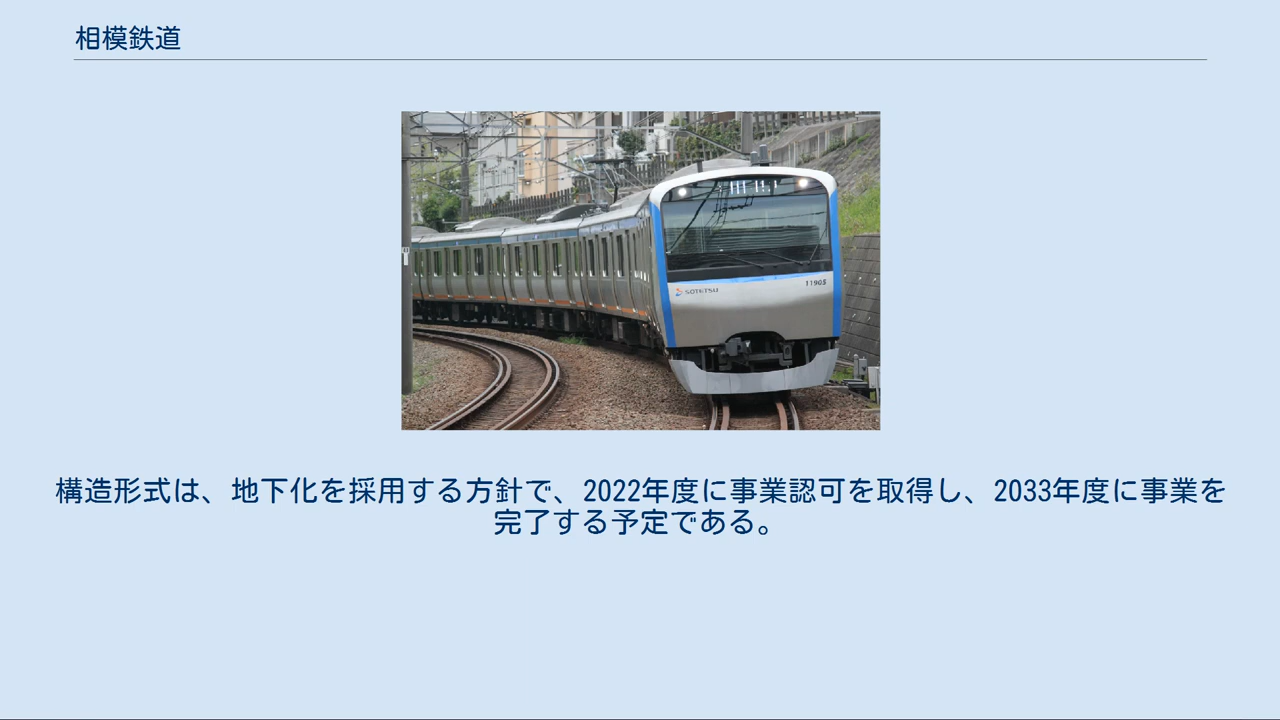 相模鉄道
SOTETSU
構造形式は、地下化を採用する方針で、2022年度に事業認可を取得し、2033年度に事業を
完了する予定である。